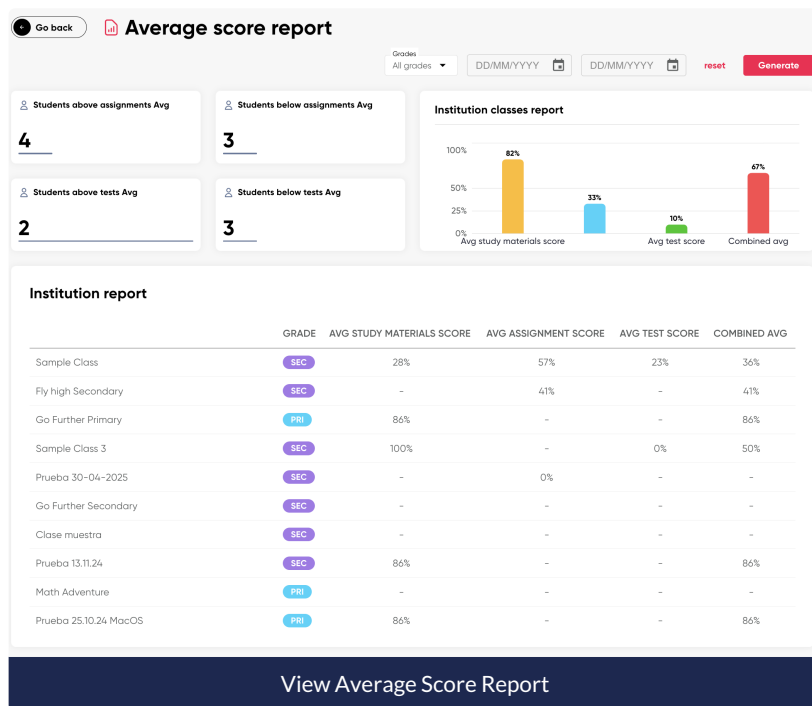 Go back
Average score report
Grades
All grades
DD/MM/YYYY
DD/MM/YYYY
reset
Generate
Students above assignments Avg
4
Students below assignments Avg
3
Students above tests Avg
2
Students below tests Avg
3
Institution classes report
100%
50%
25%
0%
82%
33%
10%
67%
Avg study materials score
Avg test score
Combined avg
Institution report
GRADE AVG STUDY MATERIALS SCORE AVG ASSIGNMENT SCORE AVG TEST SCORE COMBINED AVG
Sample Class SEC 28% 57% 23% 36%
Fly high Secondary SEC - 41% - 41%
Go Further Primary PRI 86% - - 86%
Sample Class 3 SEC 100% - 0% 50%
Prueba 30-04-2025 SEC - 0% - -
Go Further Secondary SEC - - - -
Clase muestra SEC - - - -
Prueba 13.11.24 SEC 86% - - 86%
Math Adventure PRI - - - -
Prueba 25.10.24 MacOS PRI 86% - - 86%
View Average Score Report